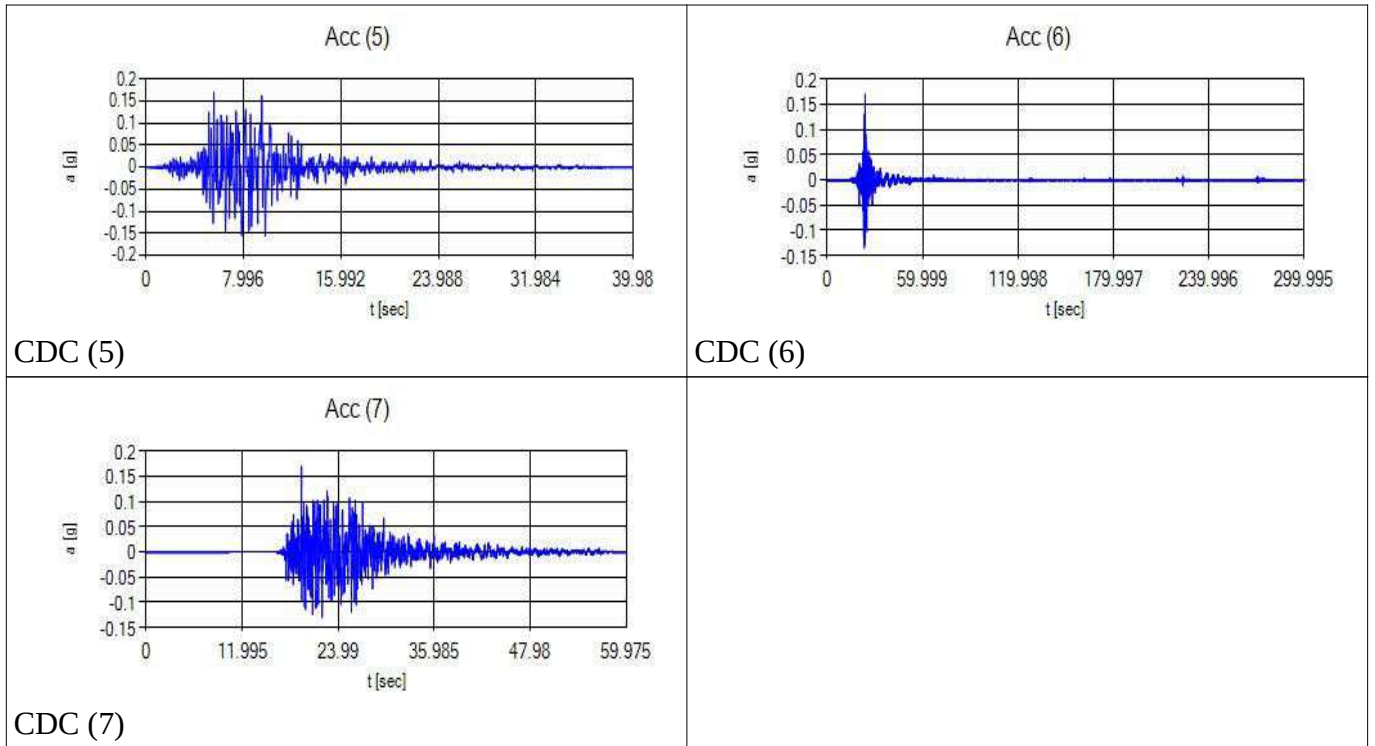 Acc (5)
0.2
0.15
0.1
0.05
0
-0.05
-0.1
-0.15
-0.2
a [g]
0 7.996 15.992 23.988 31.984 39.98
t [sec]
CDC (5)
Acc (6)
0.2
0.15
0.1
0.05
0
-0.05
-0.1
-0.15
a [g]
0 59.999 119.998 179.997 239.996 299.995
t [sec]
CDC (6)
Acc (7)
0.2
0.15
0.1
0.05
0
-0.05
-0.1
-0.15
a [g]
0 11.995 23.99 35.985 47.98 59.975
t [sec]
CDC (7)